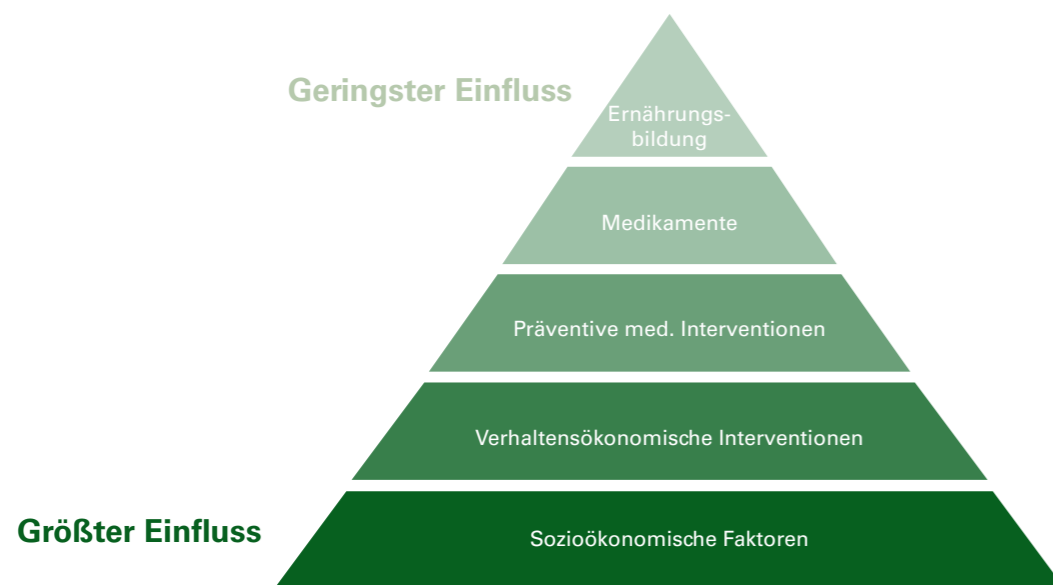 Geringster Einfluss
Ernährungs-
bildung
Medikamente
Präventive med. Interventionen
Verhaltensökonomische Interventionen
Größter Einfluss
Sozioökonomische Faktoren